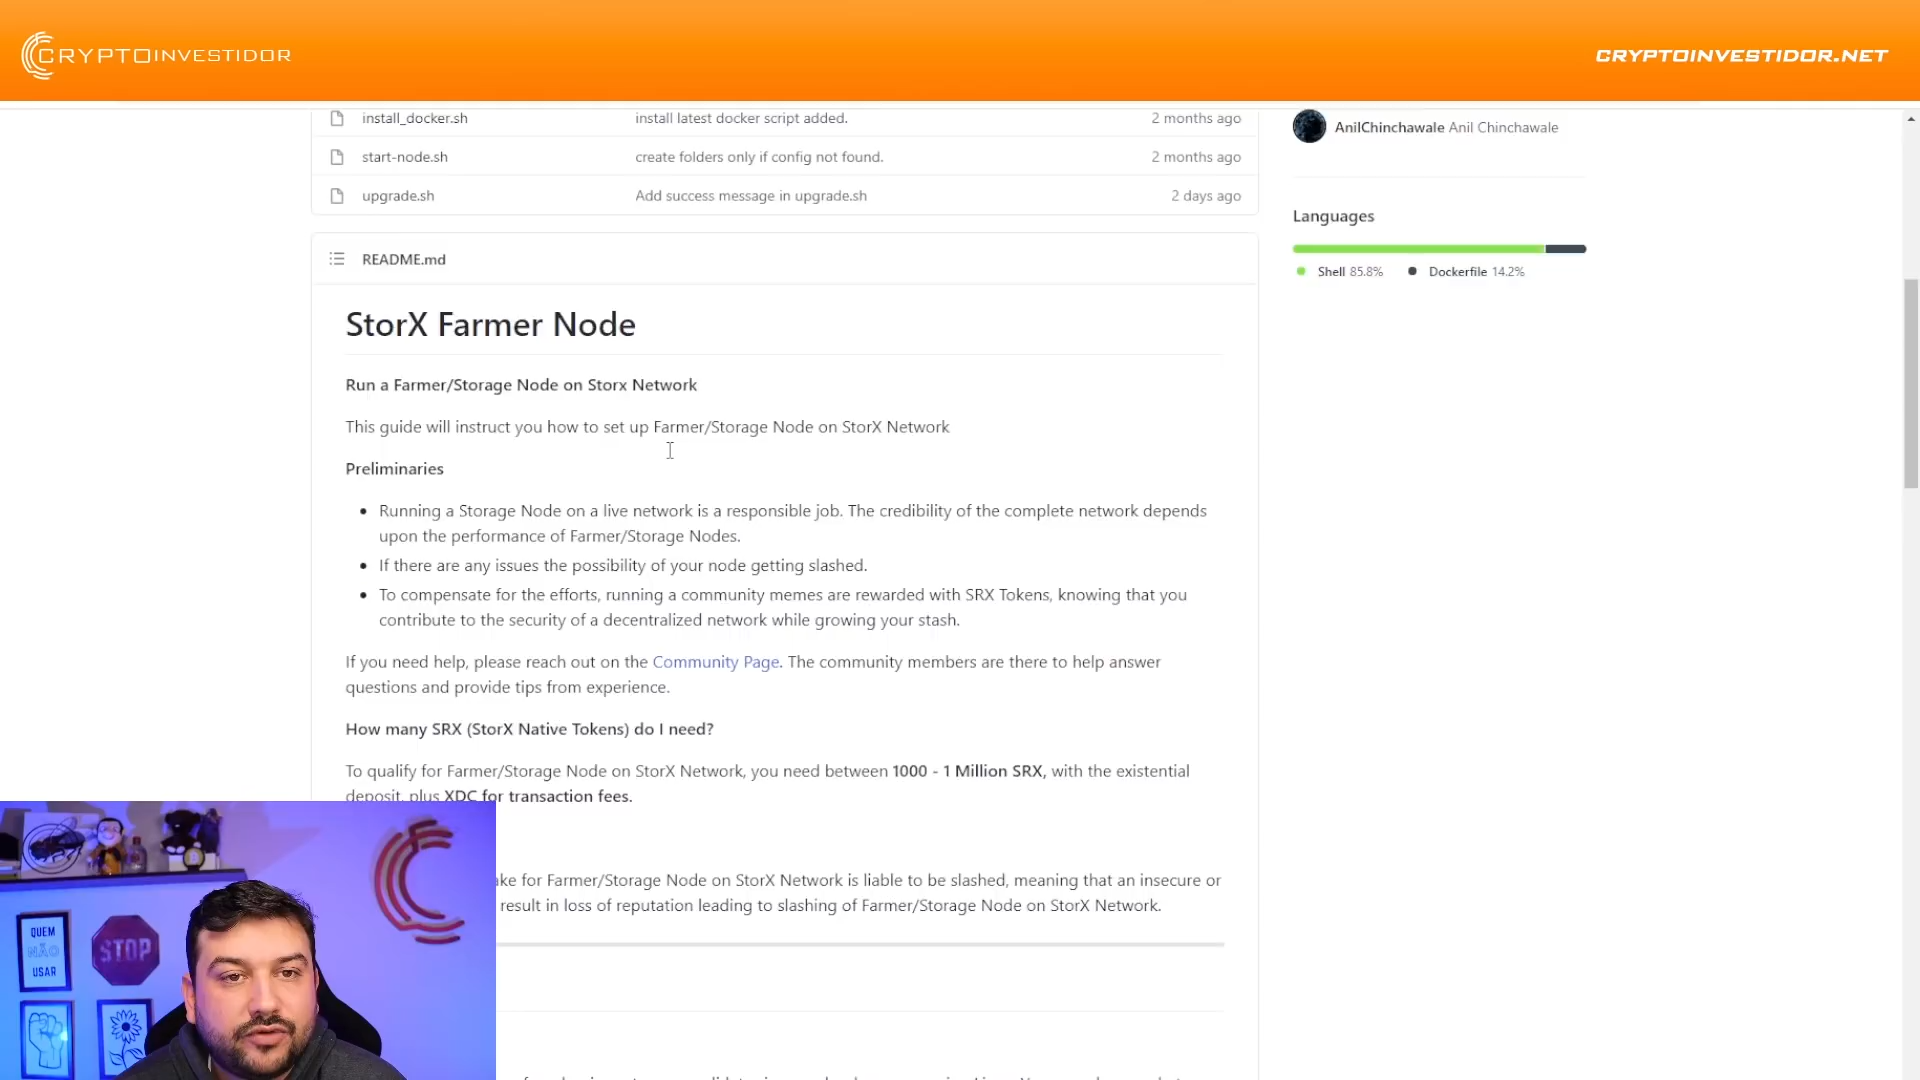 CRYPTOINVESTIDOR
CRYPTOINVESTIDOR.NET
install_docker.sh install latest docker script added. 2 months ago
start-node.sh create folders only if config not found. 2 months ago
upgrade.sh Add success message in upgrade.sh 2 days ago
AnilChinchawale Anil Chinchawale
Languages
Shell 85.8% Dockerfile 14.2%
README.md
StorX Farmer Node
Run a Farmer/Storage Node on Storx Network
This guide will instruct you how to set up Farmer/Storage Node on StorX Network
Preliminaries
Running a Storage Node on a live network is a responsible job. The credibility of the complete network depends
upon the performance of Farmer/Storage Nodes.
If there are any issues the possibility of your node getting slashed.
To compensate for the efforts, running a community memes are rewarded with SRX Tokens, knowing that you
contribute to the security of a decentralized network while growing your stash.
If you need help, please reach out on the Community Page. The community members are there to help answer
questions and provide tips from experience.
How many SRX (StorX Native Tokens) do I need?
To qualify for Farmer/Storage Node on StorX Network, you need between 1000 - 1 Million SRX, with the existential
deposit, plus XDC for transaction fees.
for Farmer/Storage Node on StorX Network is liable to be slashed, meaning that an insecure or
result in loss of reputation leading to slashing of Farmer/Storage Node on StorX Network.
QUEM
NÃO
USAR
STOP